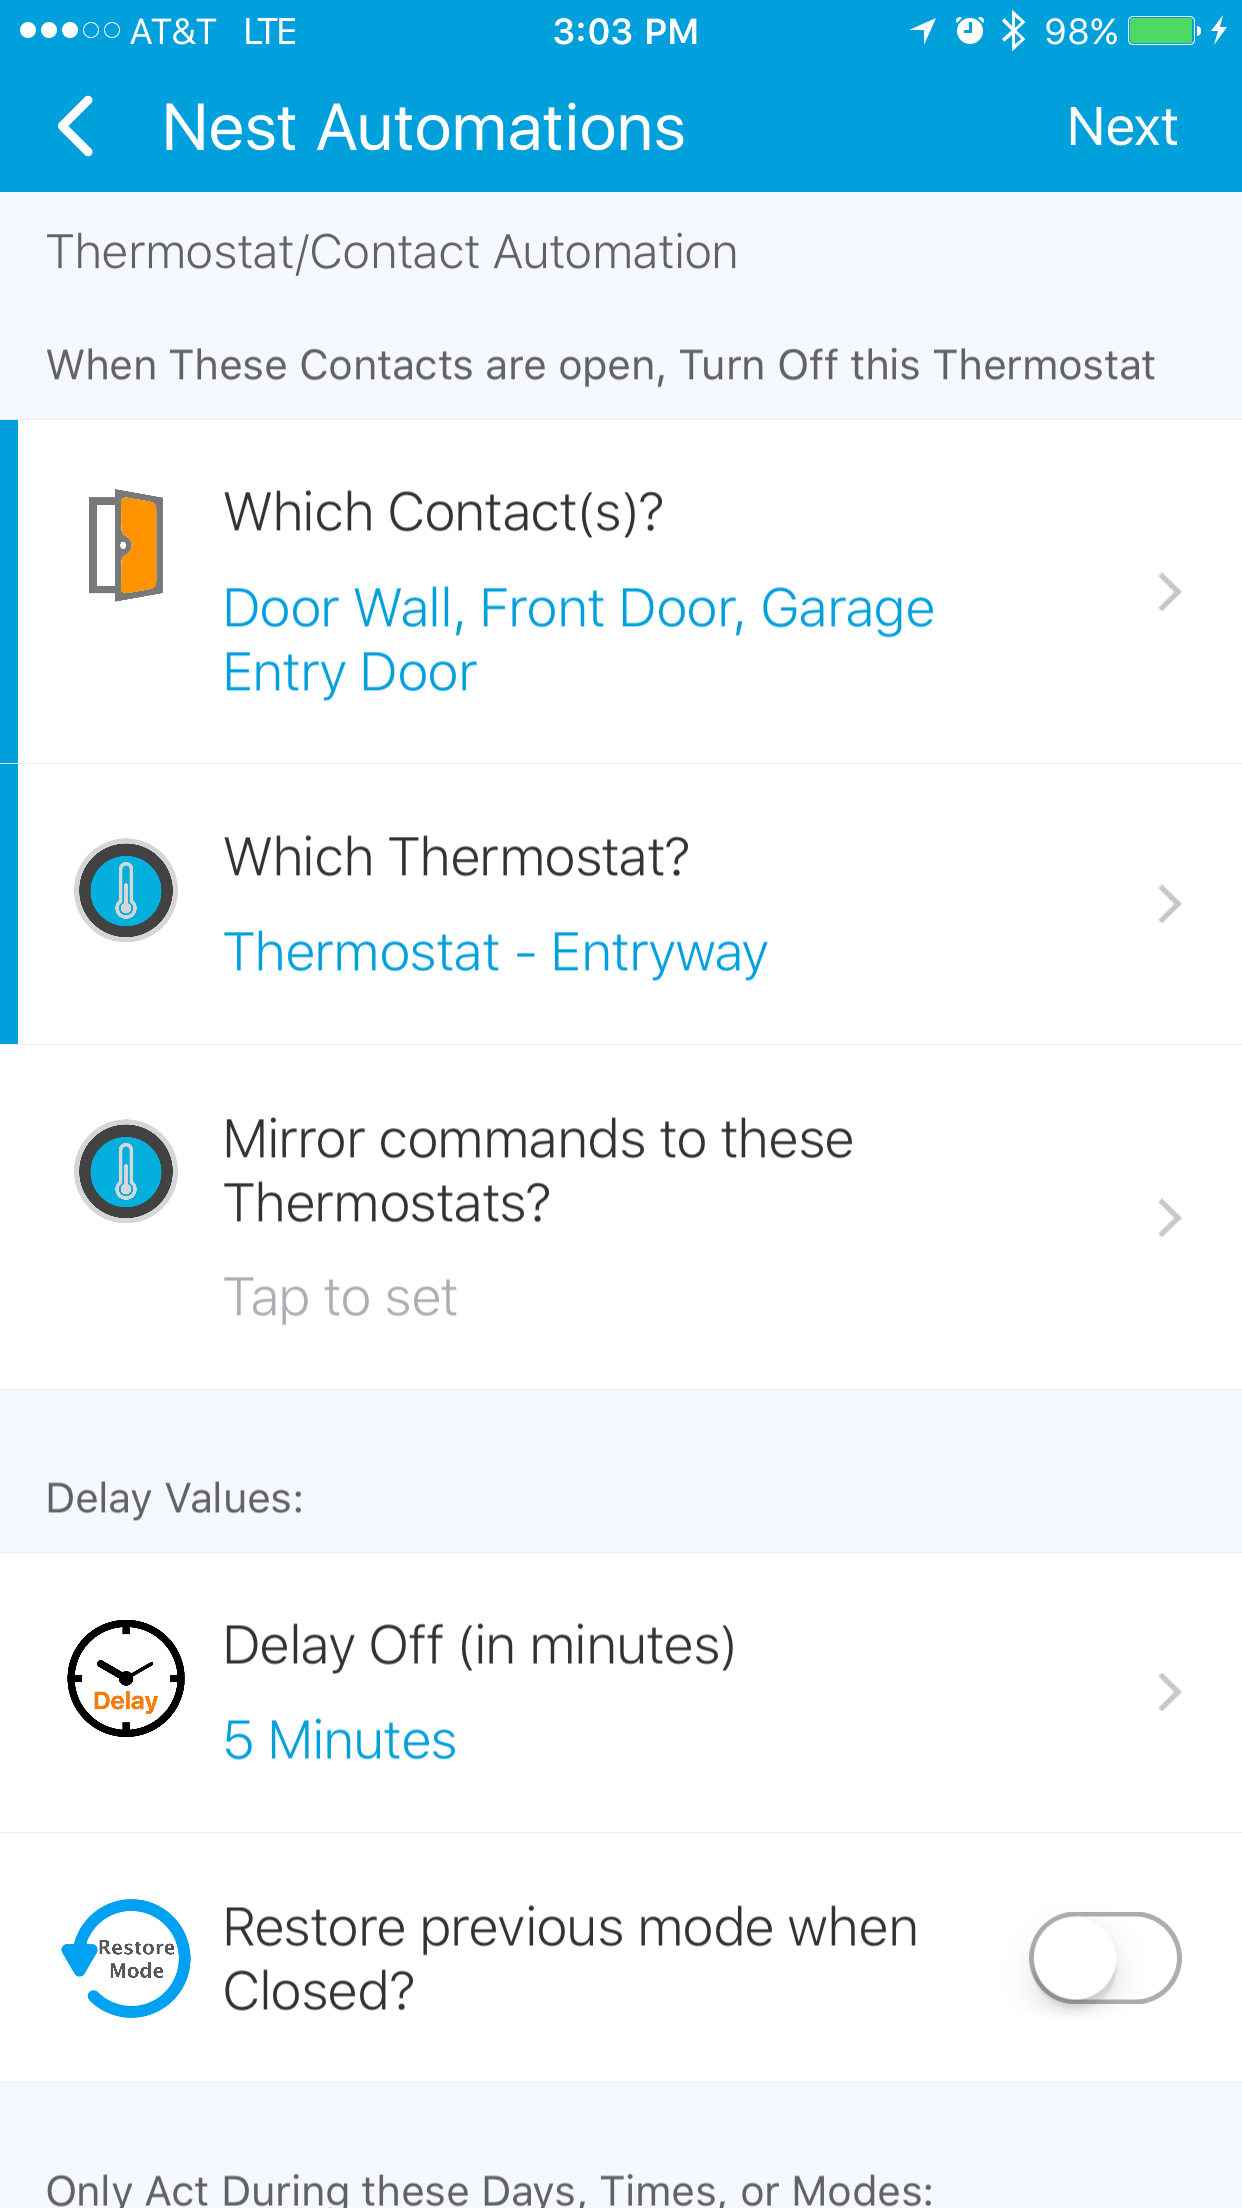 AT&T LTE 3:03 PM 98%
Nest Automations Next
Thermostat/Contact Automation
When These Contacts are open, Turn Off this Thermostat
Which Contact(s)?
Door Wall, Front Door, Garage
Entry Door
Which Thermostat?
Thermostat - Entryway
Mirror commands to these
Thermostats?
Tap to set
Delay Values:
Delay
Delay Off (in minutes)
5 Minutes
Restore
Mode
Restore previous mode when
Closed?
Only Act During these Days, Times, or Modes: